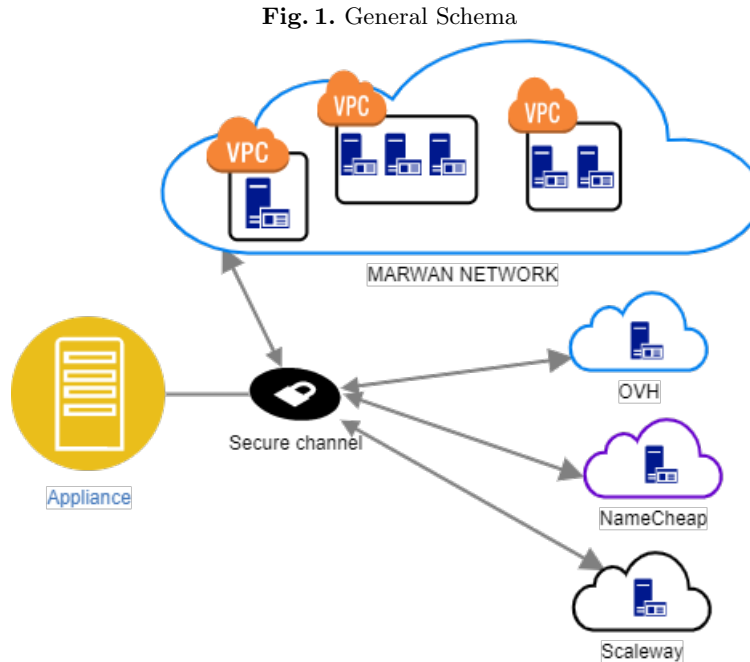 Fig. 1. General Schema
VPC
VPC
VPC
MARWAN NETWORK
OVH
Secure channel
Appliance
NameCheap
Scaleway